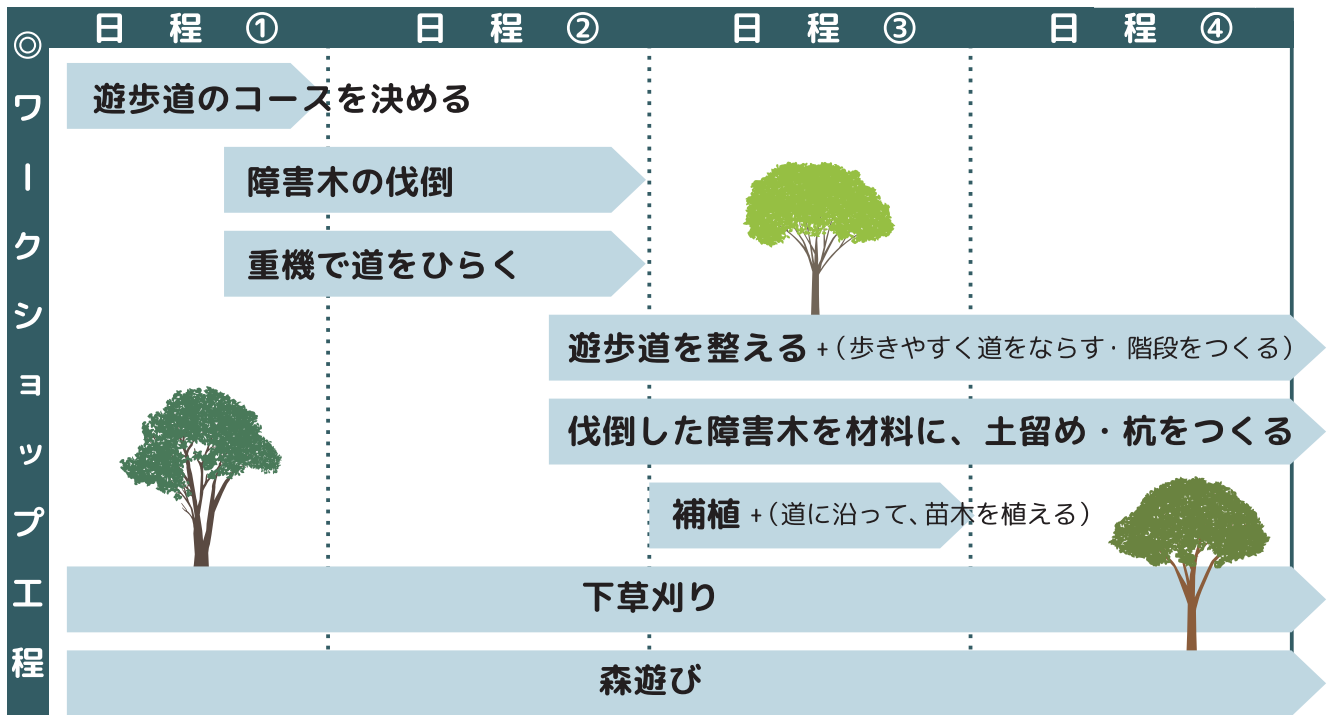 日程①
日程②
日程③
日程④
◎ワークショップ工程
遊歩道のコースを決める
障害木の伐倒
重機で道をひらく
遊歩道を整える +(歩きやすく道をならす・階段をつくる)
伐倒した障害木を材料に、土留め・杭をつくる
補植 +(道に沿って、苗木を植える)
下草刈り
森遊び